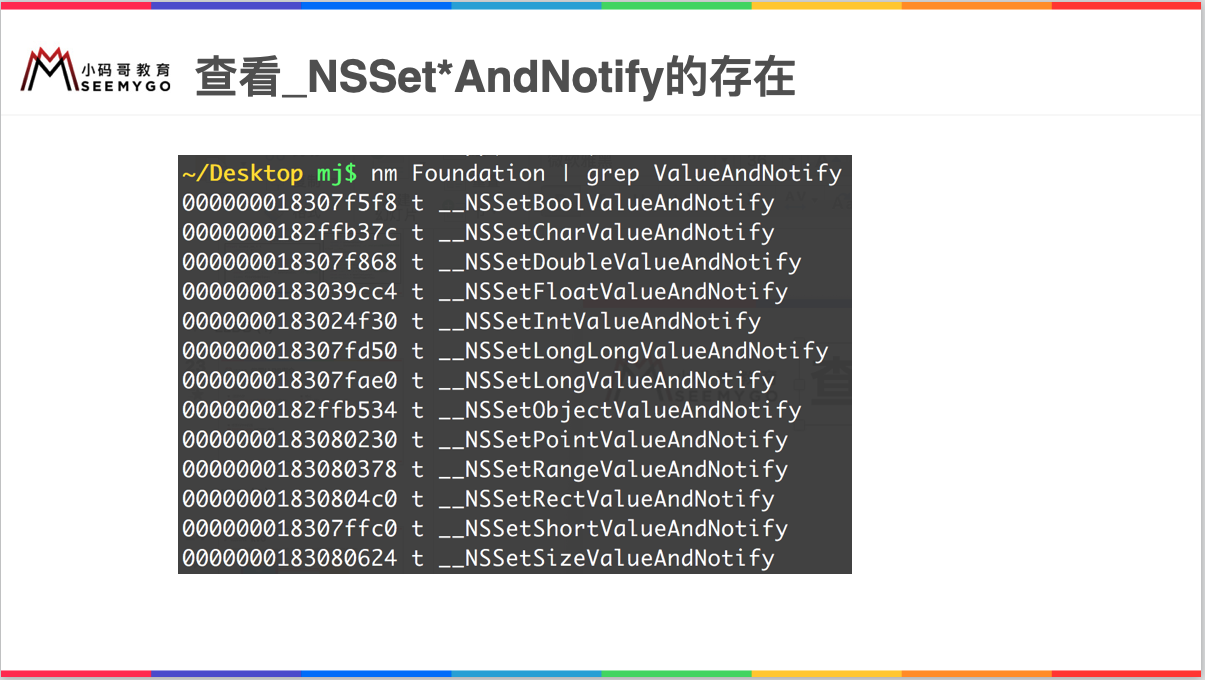 小码哥教育
SEEMYGO
查看_NSSet*AndNotify的存在
~/Desktop mj$ nm Foundation | grep ValueAndNotify
000000018307f5f8 t __NSSetBoolValueAndNotify
0000000182ffb37c t __NSSetCharValueAndNotify
000000018307f868 t __NSSetDoubleValueAndNotify
0000000183039cc4 t __NSSetFloatValueAndNotify
0000000183024f30 t __NSSetIntValueAndNotify
000000018307fd50 t __NSSetLongLongValueAndNotify
000000018307fae0 t __NSSetLongValueAndNotify
0000000182ffb534 t __NSSetObjectValueAndNotify
0000000183080230 t __NSSetPointValueAndNotify
0000000183080378 t __NSSetRangeValueAndNotify
00000001830804c0 t __NSSetRectValueAndNotify
000000018307ffc0 t __NSSetShortValueAndNotify
0000000183080624 t __NSSetSizeValueAndNotify